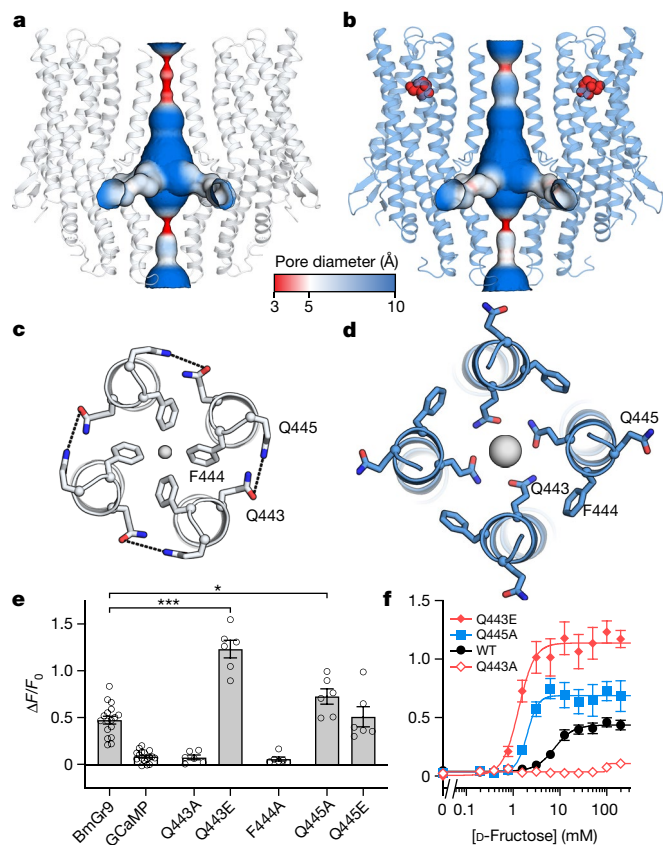 a
b
Pore diameter (Å)
3 5 10
c
d
Q445
F444
Q443
Q445
Q443
F444
e
*
***
1.5
1.0
0.5
0
ΔF/F0
BmGr9
GCaMP
Q443A
Q443E
F444A
Q445A
Q445E
f
Q443E
Q445A
WT
Q443A
1.5
1.0
0.5
0
0 0.1 1 10 100
[D-Fructose] (mM)